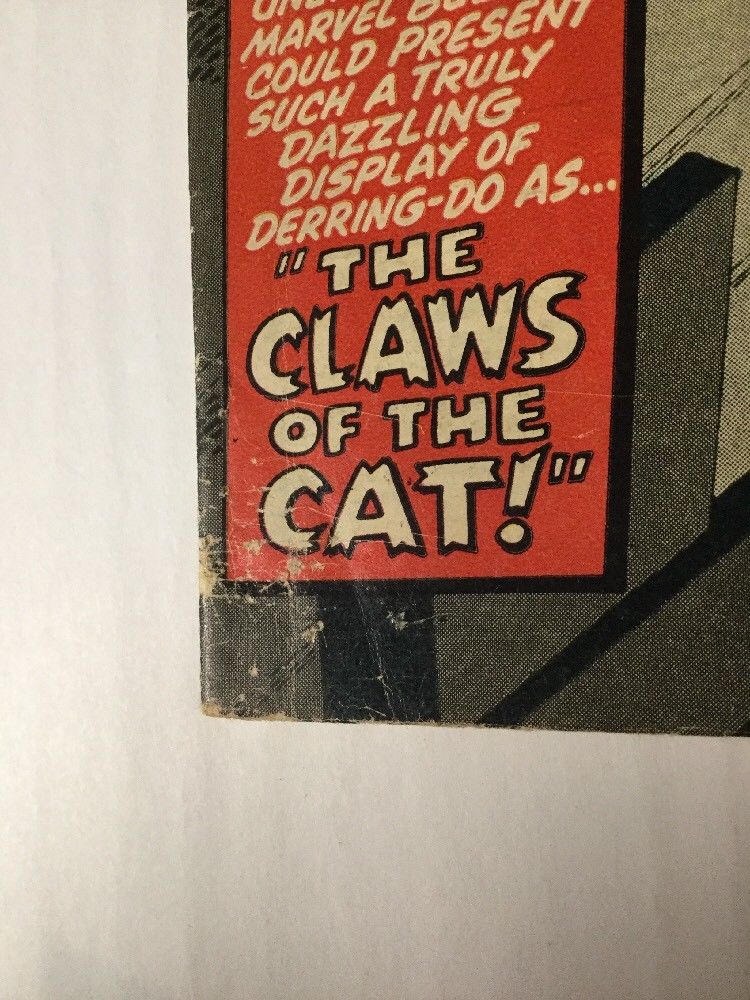 MARVEL
COULD PRESENT
SUCH A TRULY
DAZZLING
DISPLAY OF
DERRING-DO AS...
"THE
CLAWS
OF THE
CAT!"